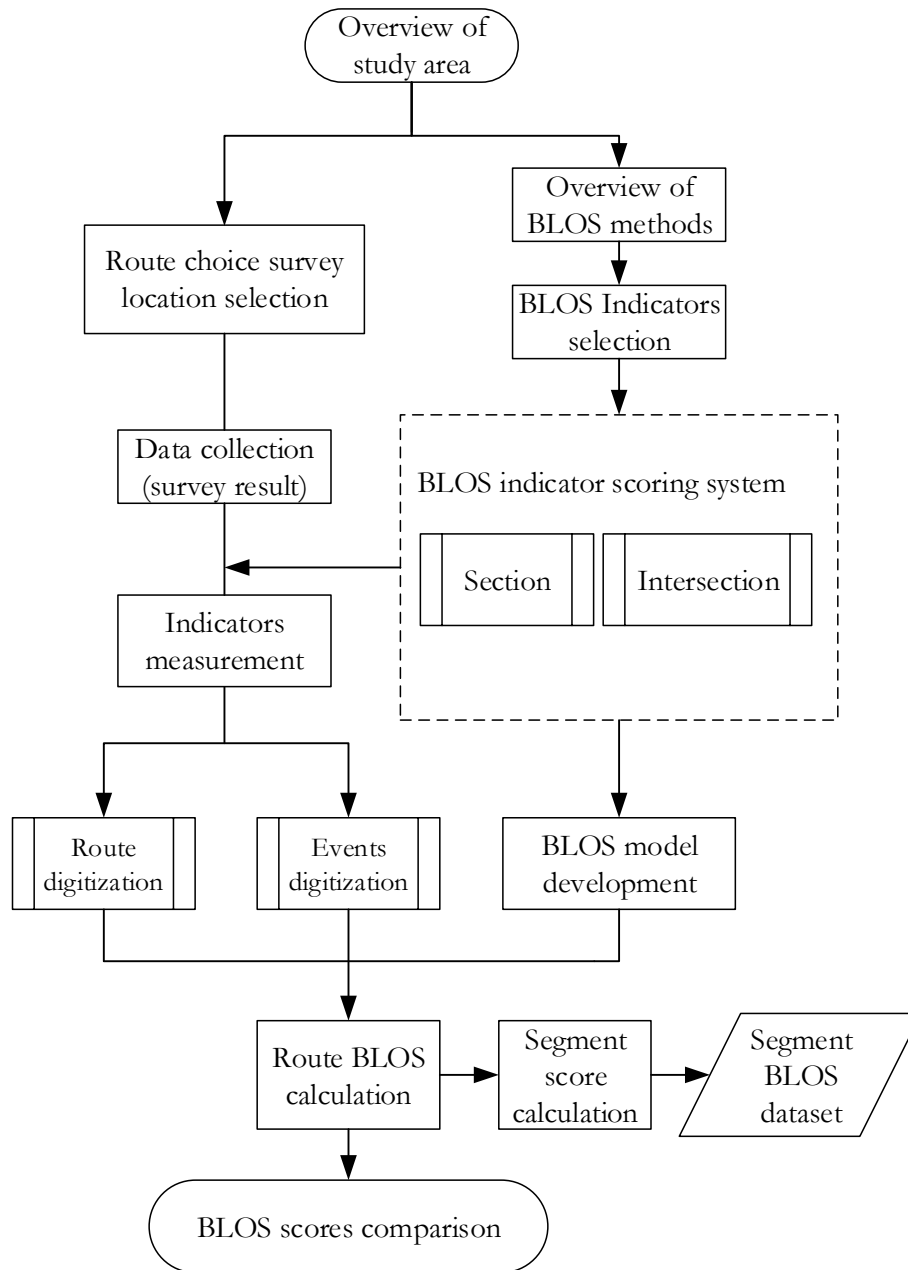 Overview of
study area
Overview of
BLOS methods
Route choice survey
location selection
BLOS Indicators
selection
Data collection
(survey result)
BLOS indicator scoring system
Section
Intersection
Indicators
measurement
Route
digitization
Events
digitization
BLOS model
development
Route BLOS
calculation
Segment
score
calculation
Segment
BLOS
dataset
BLOS scores comparison